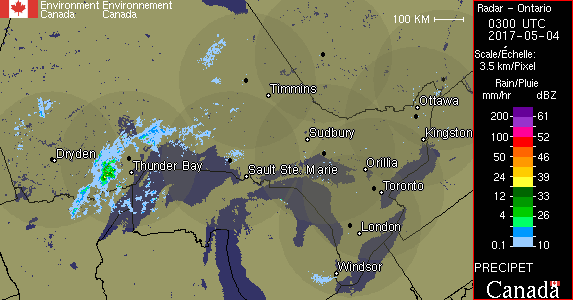 Environment Environnement
Canada Canada
100 KM
Timmins
Ottawa
Sudbury
Kingston
Dryden
Thunder Bay
Sault Ste. Marie
Orillia
Toronto
London
Windsor
Radar - Ontario
0300 UTC
2017-05-04
Scale/Échelle:
3.5 km/Pixel
Rain/Pluie
mm/hr dBZ
200 61
100 52
50 46
24 39
12 33
4 26
0.1 10
PRECIPET
Canada